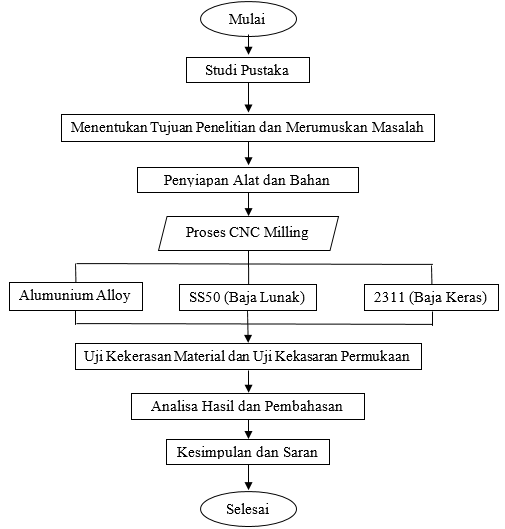 Mulai
Studi Pustaka
Menentukan Tujuan Penelitian dan Merumuskan Masalah
Penyiapan Alat dan Bahan
Proses CNC Milling
Alumunium Alloy
SS50 (Baja Lunak)
2311 (Baja Keras)
Uji Kekerasan Material dan Uji Kekasaran Permukaan
Analisa Hasil dan Pembahasan
Kesimpulan dan Saran
Selesai